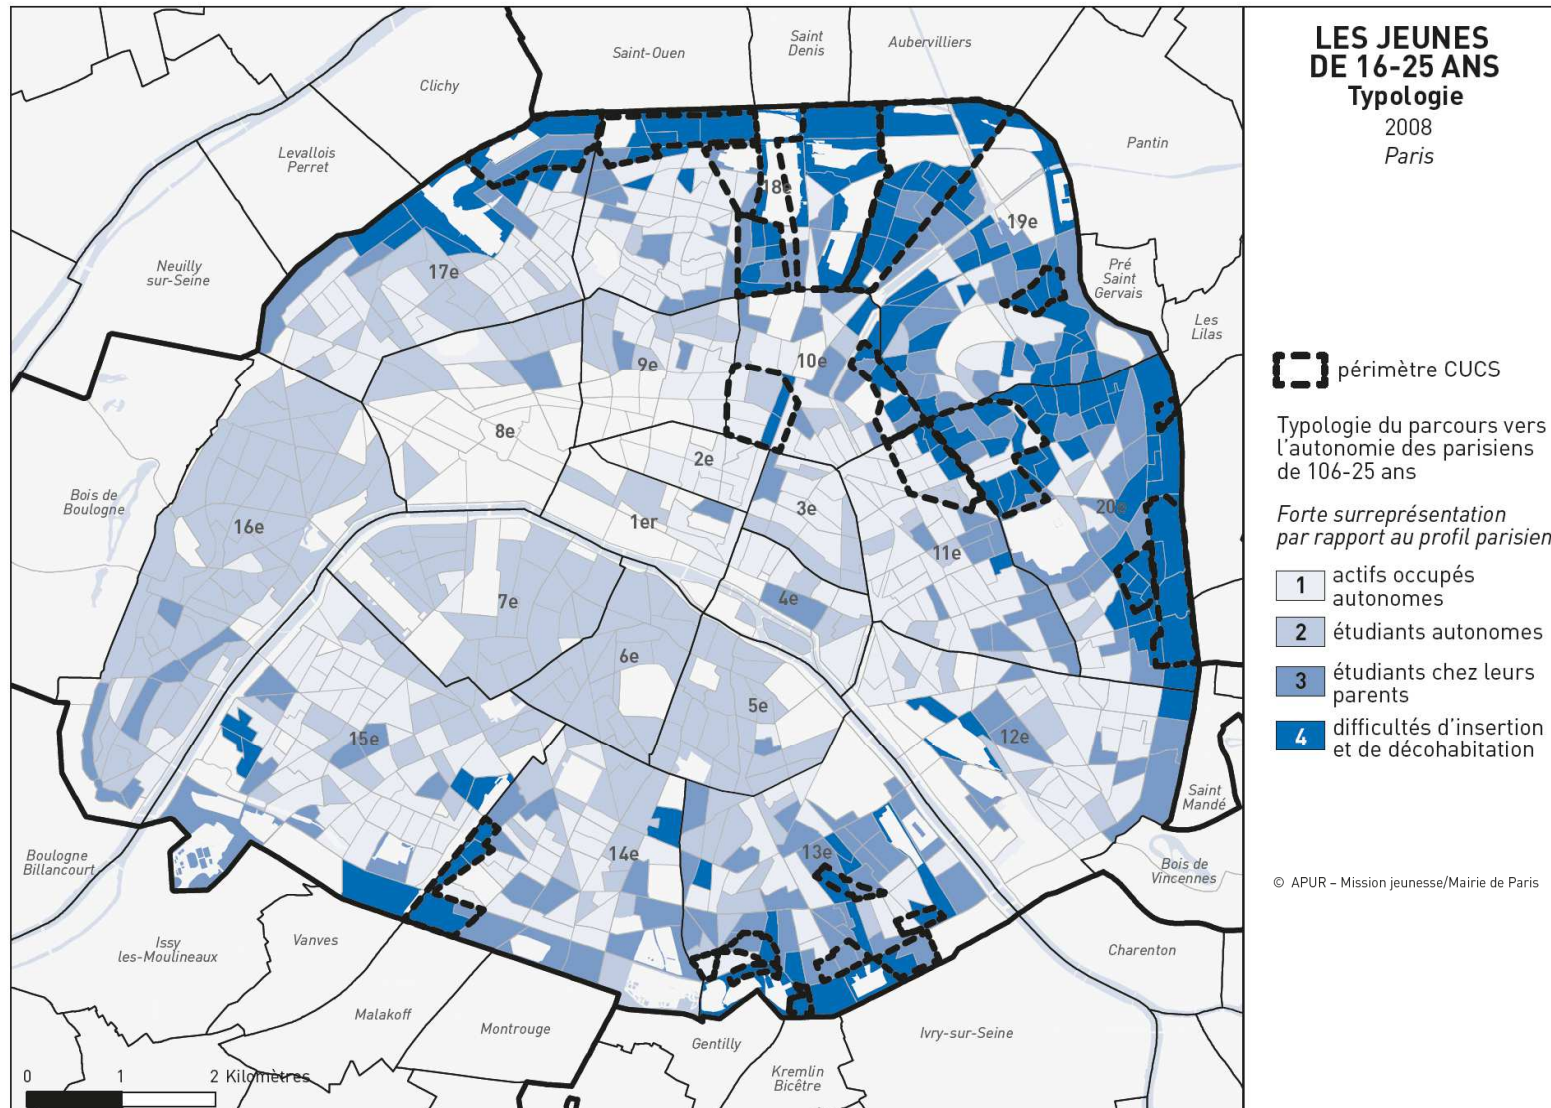 LES JEUNES
DE 16-25 ANS
Typologie
2008
Paris
périmètre CUCS
Typologie du parcours vers
l'autonomie des parisiens
de 106-25 ans
Forte surreprésentation
par rapport au profil parisien
1 actifs occupés
autonomes
2 étudiants autonomes
3 étudiants chez leurs
parents
4 difficultés d'insertion
et de décohabitation
© APUR – Mission jeunesse/Mairie de Paris
Saint-Ouen
Saint
Denis
Aubervilliers
Clichy
Levallois
Perret
Pantin
Neuilly
sur-Seine
Pré
Saint
Gervais
Les
Lilas
Bois de
Boulogne
Saint
Mandé
Bois de
Vincennes
Boulogne
Billancourt
Issy
les-Moulineaux
Vanves
Malakoff
Montrouge
Gentilly
Kremlin
Bicêtre
Ivry-sur-Seine
Charenton
18e
19e
17e
9e
10e
8e
2e
1er
3e
16e
20e
11e
7e
4e
6e
5e
15e
12e
14e
13e
0 1 2 Kilomètres